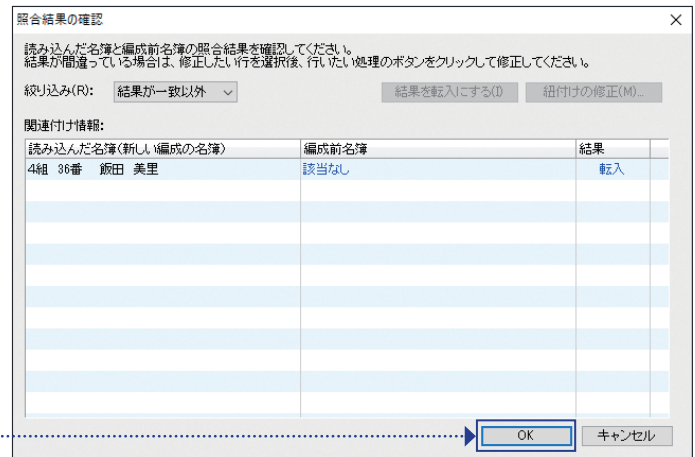 照合結果の確認
読み込んだ名簿と編成前名簿の照合結果を確認してください。
結果が間違っている場合は、修正したい行を選択後、行いたい処理のボタンをクリックして修正してください。
絞り込み(R): 結果が一致以外 結果を転入にする(I) 紐付けの修正(M)...
関連付け情報:
読み込んだ名簿(新しい編成の名簿) 編成前名簿 結果
4組 36番 飯田 美里 該当なし 転入
OK キャンセル